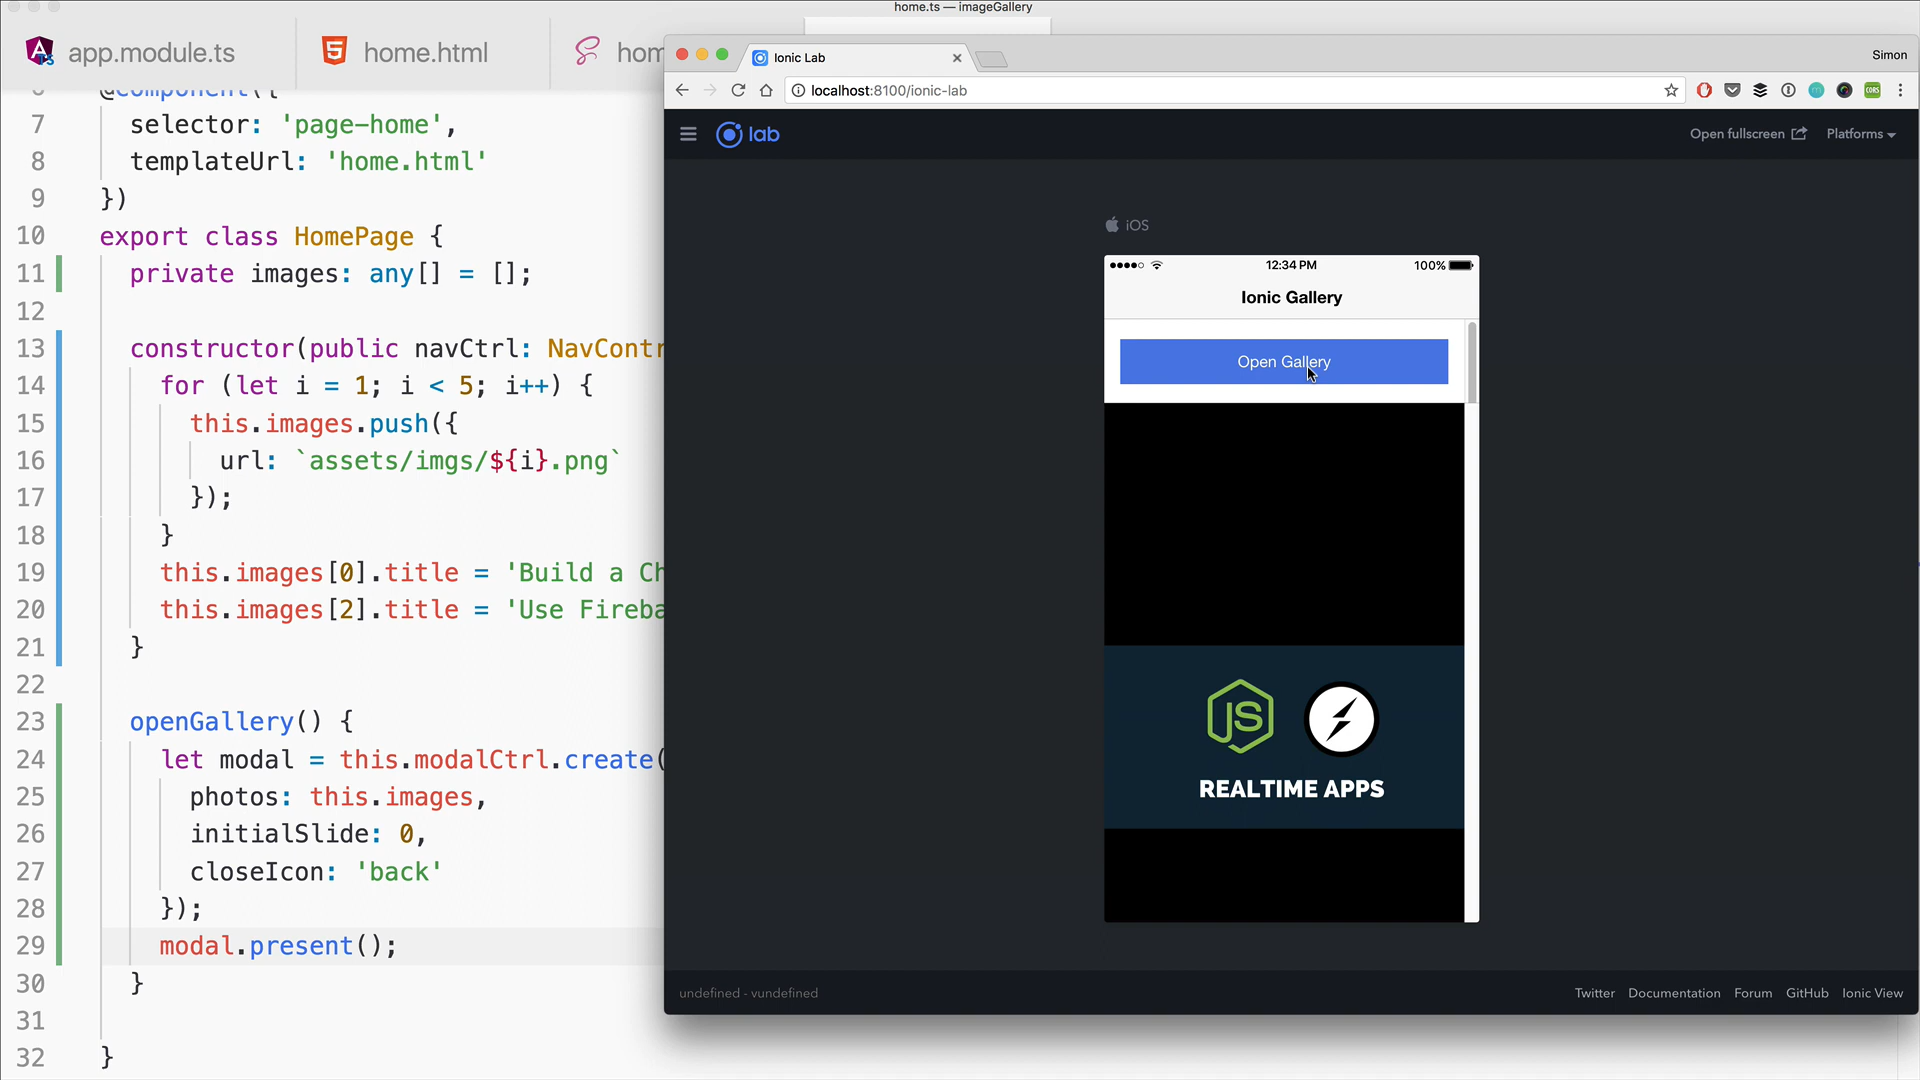 home.ts — imageGallery
app.module.ts
home.html
hom
@Component({
7 selector: 'page-home',
8 templateUrl: 'home.html'
9 })
10 export class HomePage {
11 private images: any[] = [];
12
13 constructor(public navCtrl: NavContr
14 for (let i = 1; i < 5; i++) {
15 this.images.push({
16 url: `assets/imgs/${i}.png`
17 });
18 }
19 this.images[0].title = 'Build a Ch
20 this.images[2].title = 'Use Fireba
21 }
22
23 openGallery() {
24 let modal = this.modalCtrl.create(
25 photos: this.images,
26 initialSlide: 0,
27 closeIcon: 'back'
28 });
29 modal.present();
30 }
31
32 }
Ionic Lab
Simon
localhost:8100/ionic-lab
CORS
lab
Open fullscreen
Platforms
iOS
12:34 PM
100%
Ionic Gallery
Open Gallery
JS
REALTIME APPS
undefined - vundefined
Twitter Documentation Forum GitHub Ionic View